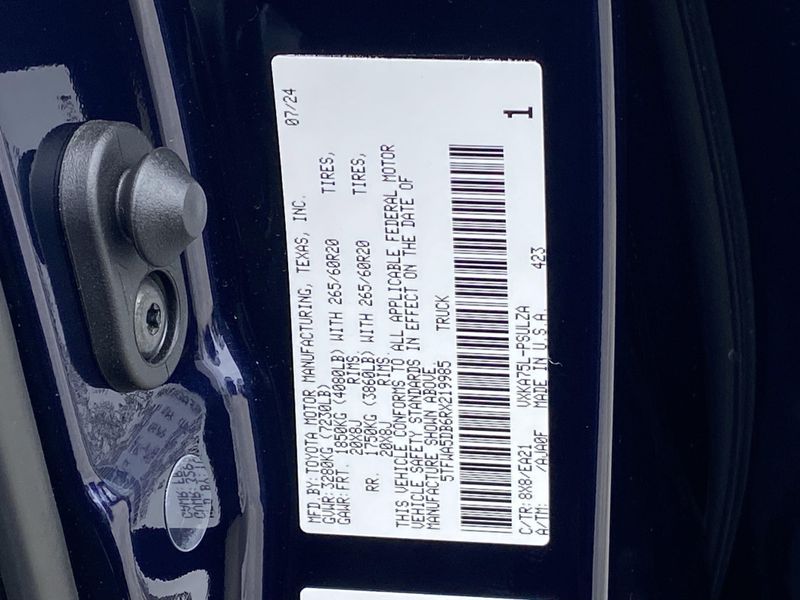 07/24
MFD.BY:TOYOTA MOTOR MANUFACTURING, TEXAS, INC.
GVWR:3280KG (7230LB)
GAWR:FRT. 1850KG (4080LB) WITH 265/60R20 TIRES,
20X8J RIMS.
RR. 1750KG (3860LB) WITH 265/60R20 TIRES,
20X8J RIMS.
THIS VEHICLE CONFORMS TO ALL APPLICABLE FEDERAL MOTOR
VEHICLE SAFETY STANDARDS IN EFFECT ON THE DATE OF
MANUFACTURE SHOWN ABOVE.
5TFWA5DB6RX219985 TRUCK
C/TR: 8X8/EA21 VXKA75L-PSULZA
A/TM: /AJA0F MADE IN U.S.A. 423
1